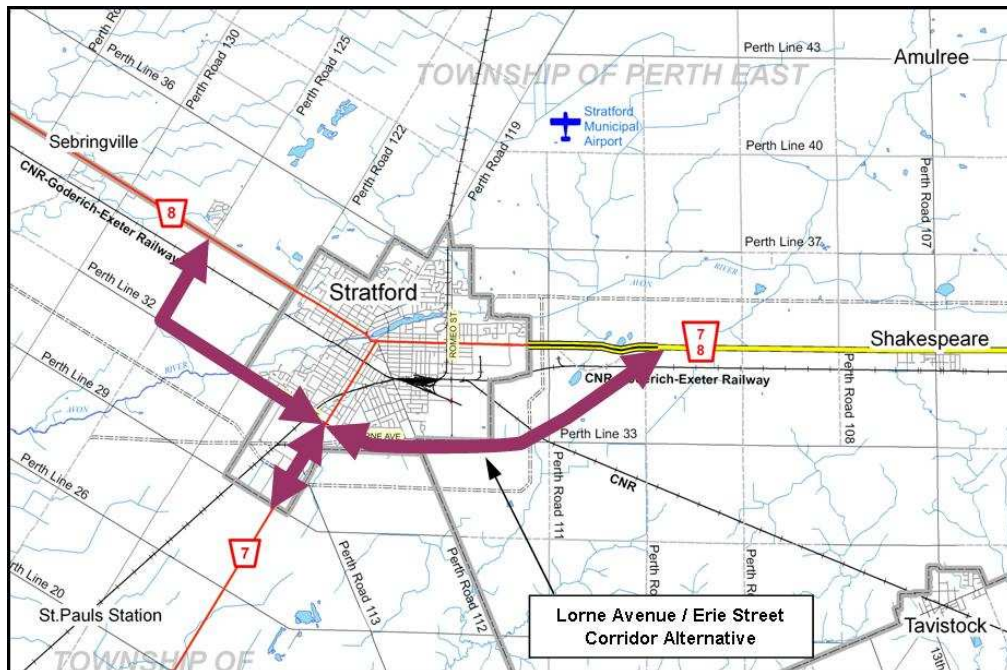 Perth Line 43
Amulree
TOWNSHIP OF PERTH EAST
Perth Road 130
Perth Road 125
Perth Line 36
Perth Road 122
Perth Road 119
Stratford
Municipal
Airport
Sebringville
Perth Line 40
CNR-Goderich-Exeter Railway
8
Perth Road 107
Perth Line 37
RIVER
AVON
Perth Line 32
Stratford
ROMEO ST
7
8
Shakespeare
CNR-Goderich-Exeter Railway
RIVER
AVON
Perth Line 29
Perth Road 108
Perth Line 33
Perth Line 26
Perth Road 111
CNR
7
Perth Line 20
Perth Road 113
Perth Road 112
St.Pauls Station
Lorne Avenue / Erie Street
Corridor Alternative
Tavistock
TOWNSHIP OF